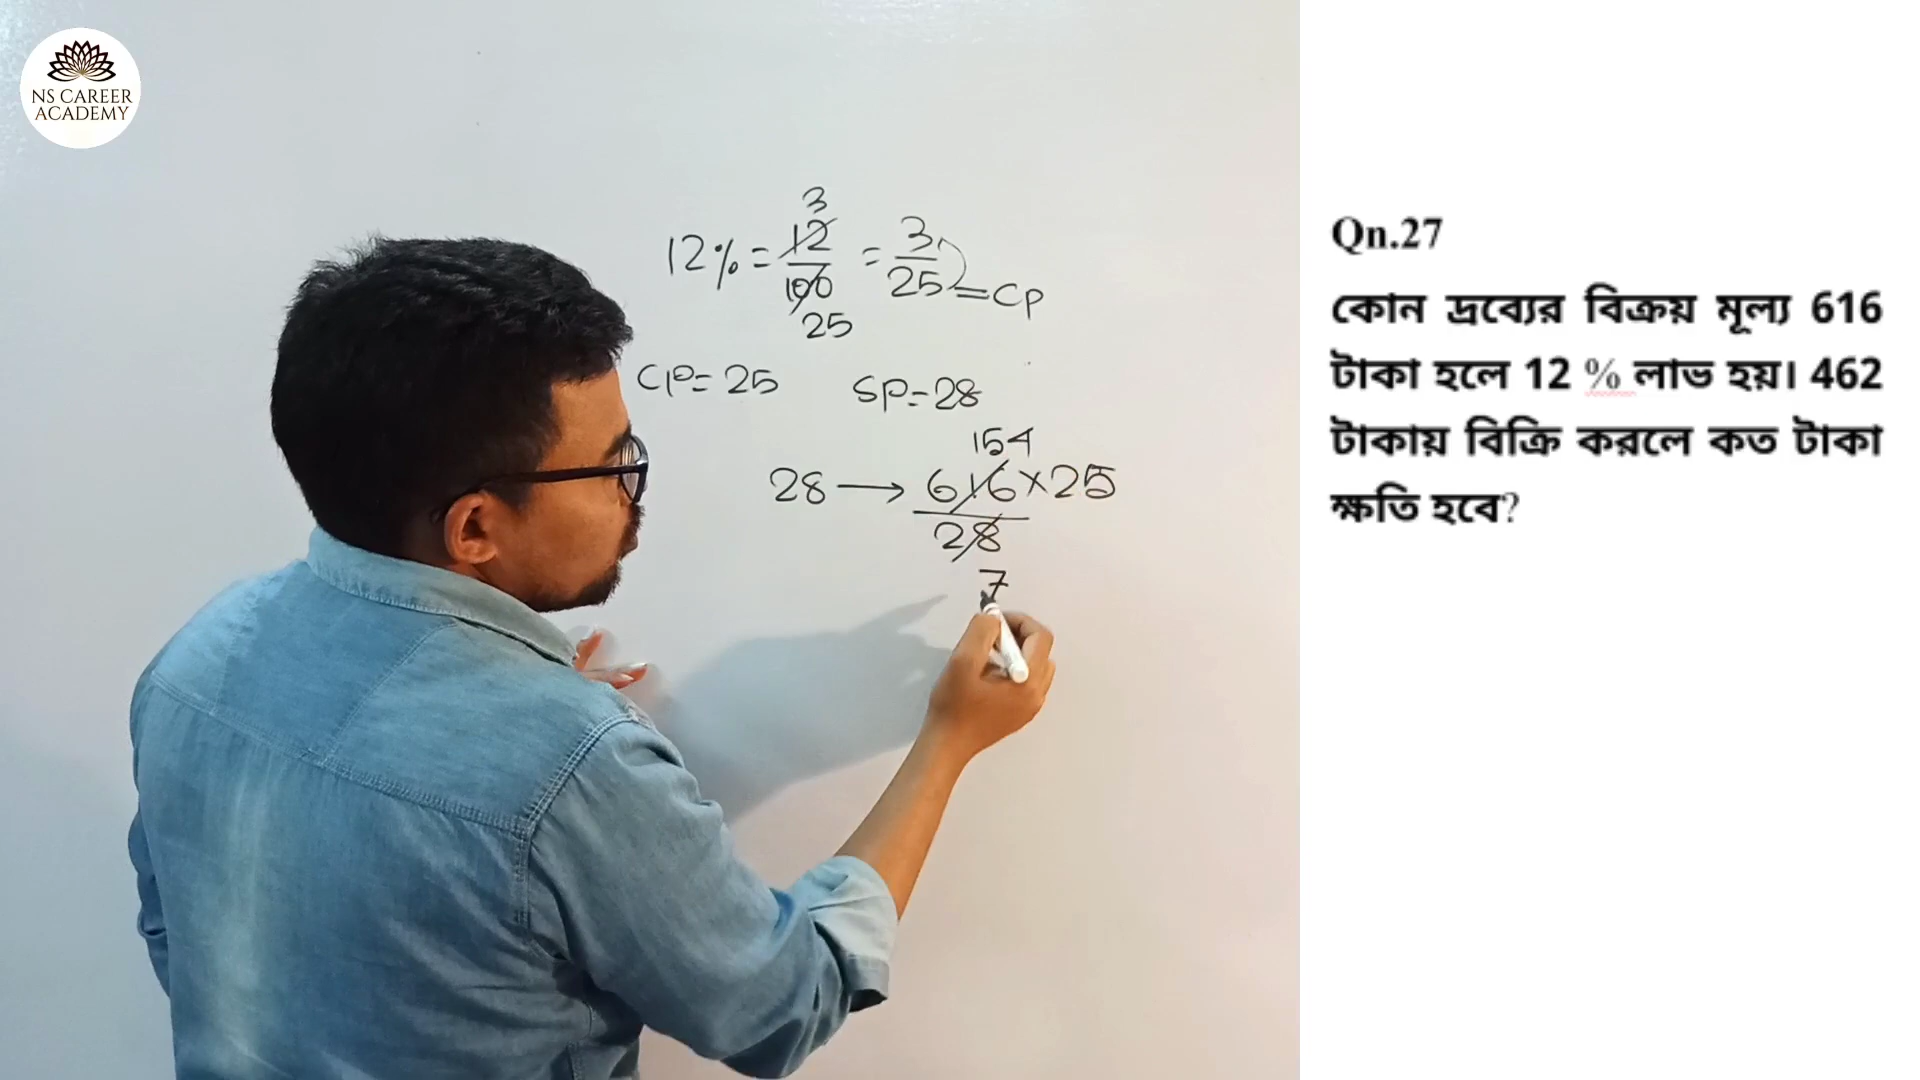 NS CAREER
ACADEMY
3
12% = 12/100 = 3/25 = CP
25
CP = 25 SP = 28
154
28 → 616/28 × 25
7
Qn.27
কোন দ্রব্যের বিক্রয় মূল্য 616
টাকা হলে 12 % লাভ হয়। 462
টাকায় বিক্রি করলে কত টাকা
ক্ষতি হবে?